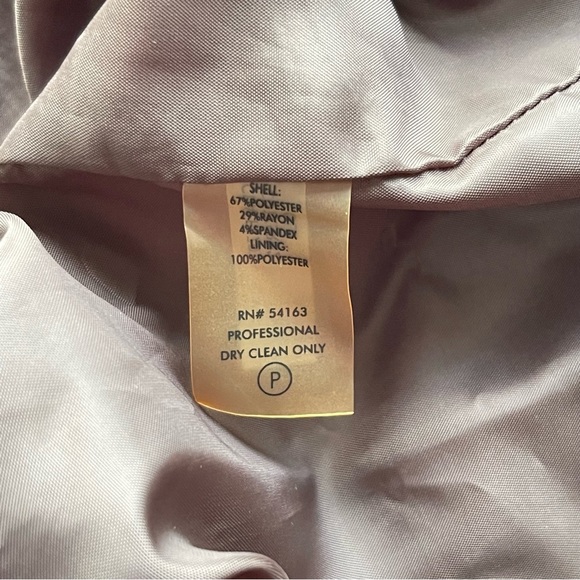 SHELL:
67%POLYESTER
29%RAYON
4%SPANDEX
LINING:
100%POLYESTER
RN# 54163
PROFESSIONAL
DRY CLEAN ONLY
P